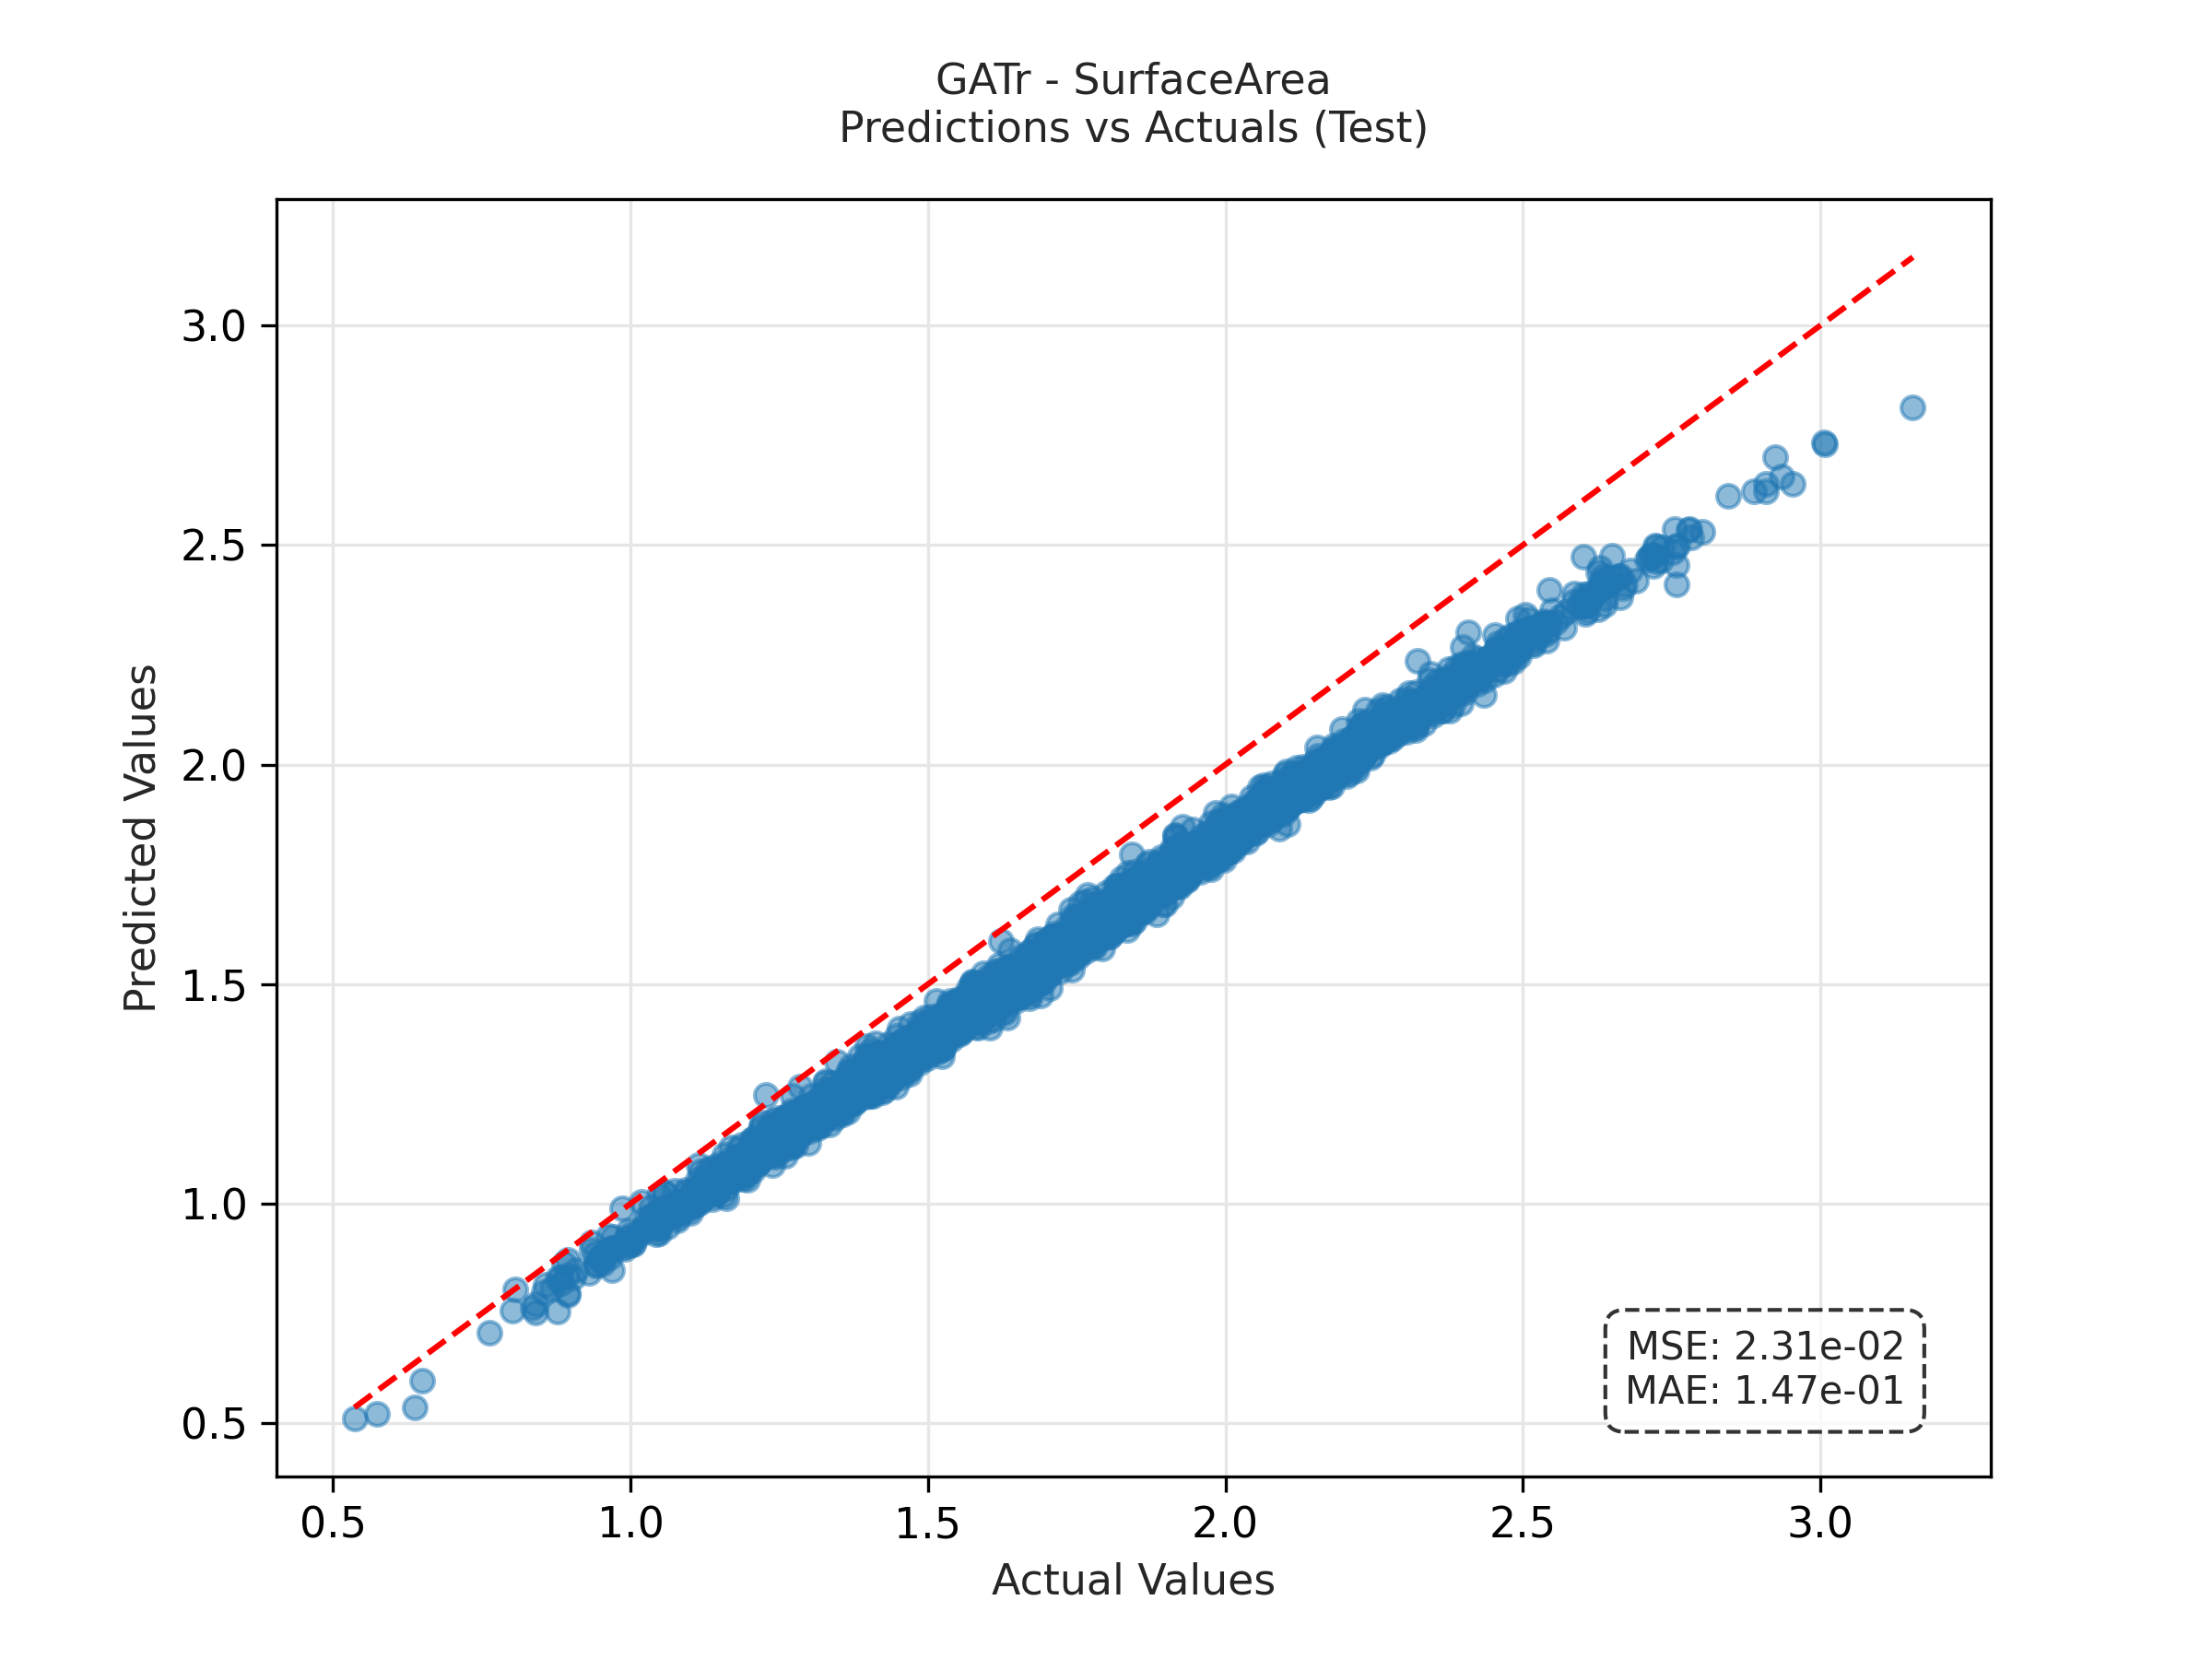 GATr - SurfaceArea
Predictions vs Actuals (Test)
Predicted Values
3.0
2.5
2.0
1.5
1.0
0.5
MSE: 2.31e-02
MAE: 1.47e-01
0.5 1.0 1.5 2.0 2.5 3.0
Actual Values